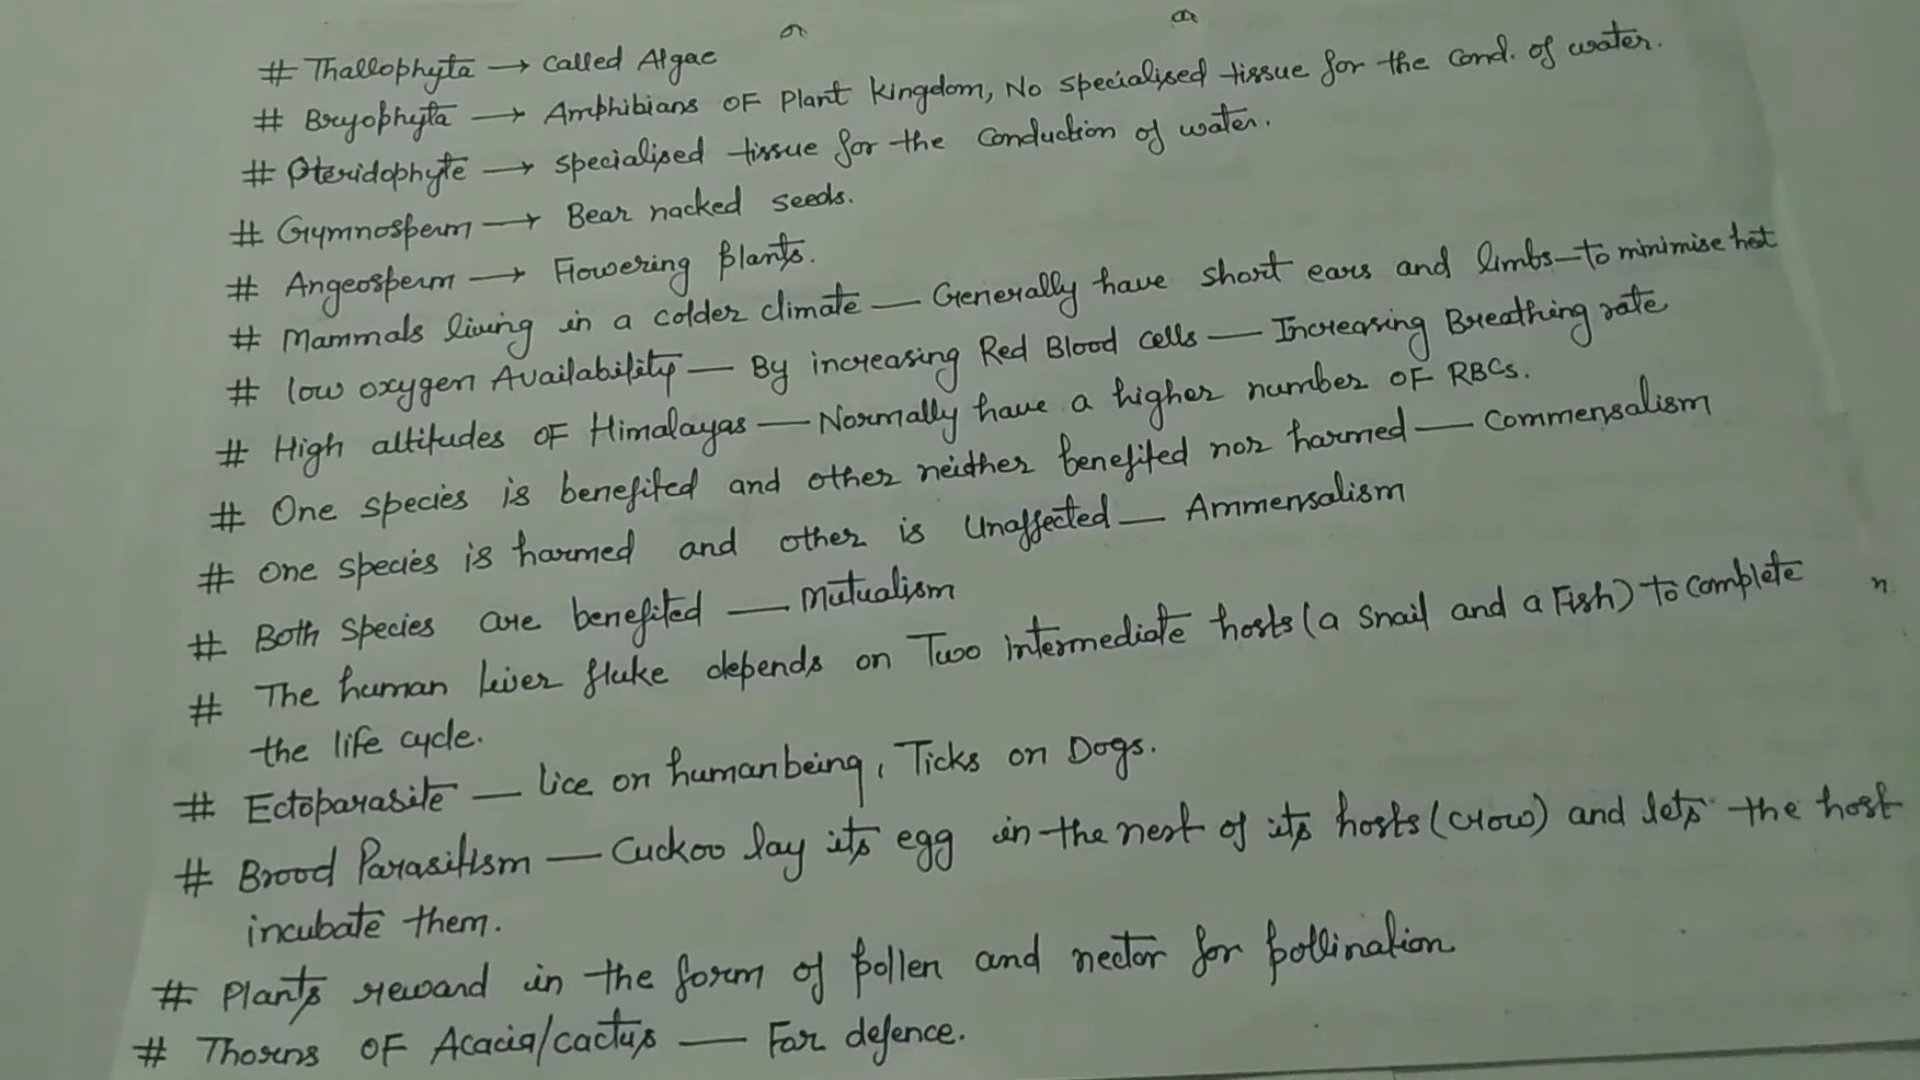 # Thallophyta → called Algae
# Bryophyta → Amphibians OF Plant kingdom, No specialised tissue for the cond. of water.
# Pteridophyte → specialised tissue for the conduction of water.
# Gymnosperm → Bear nacked seeds.
# Angeosperm → Flowering plants.
# Mammals living in a colder climate — Generally have short ears and limbs—to minimise het
# low oxygen Availability — By increasing Red Blood cells — Increasing Breathing rate
# High altitudes OF Himalayas — Normally have a higher number OF RBCs.
# One species is benefited and other neither benefited nor harmed — Commensalism
# One species is harmed and other is Unaffected — Ammensalism
# Both species are benefited — Mutualism
# The human liver fluke depends on Two intermediate hosts (a snail and a Fish) to complete
the life cycle.
# Ectoparasite — lice on humanbeing, Ticks on Dogs.
# Brood Parasitism — Cuckoo lay its egg in the nest of its hosts (crow) and lets the host
incubate them.
# Plants reward in the form of pollen and nector for pollination
# Thorns OF Acacia/cactus — For defence.